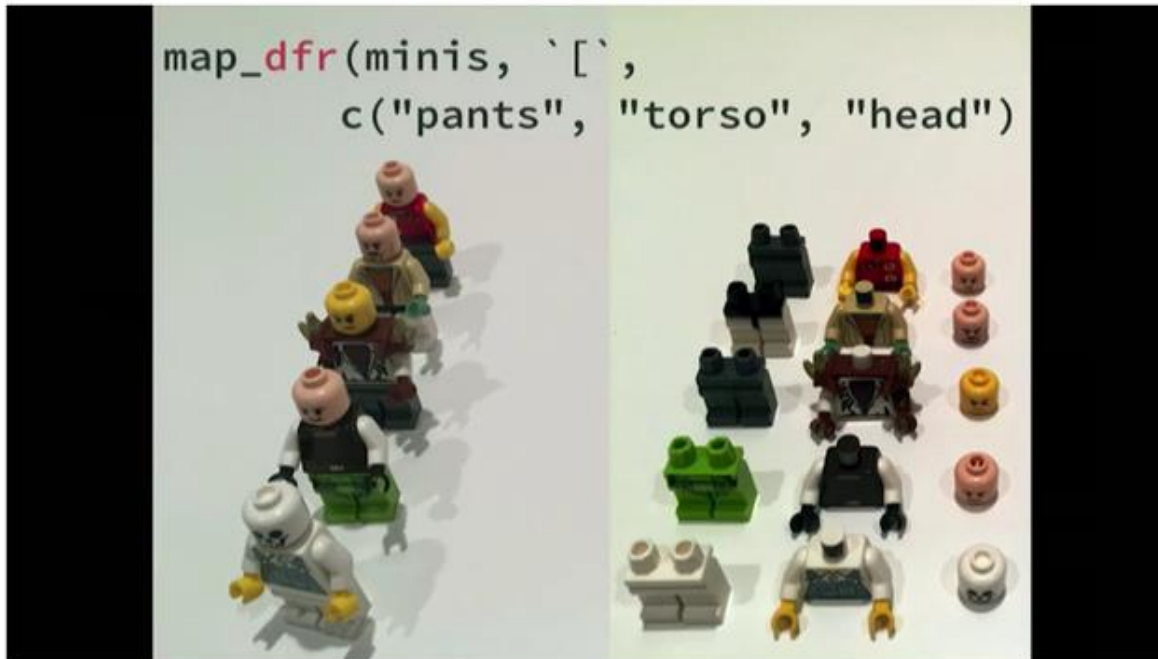 map_dfr(minis, `[`,
c("pants", "torso", "head")